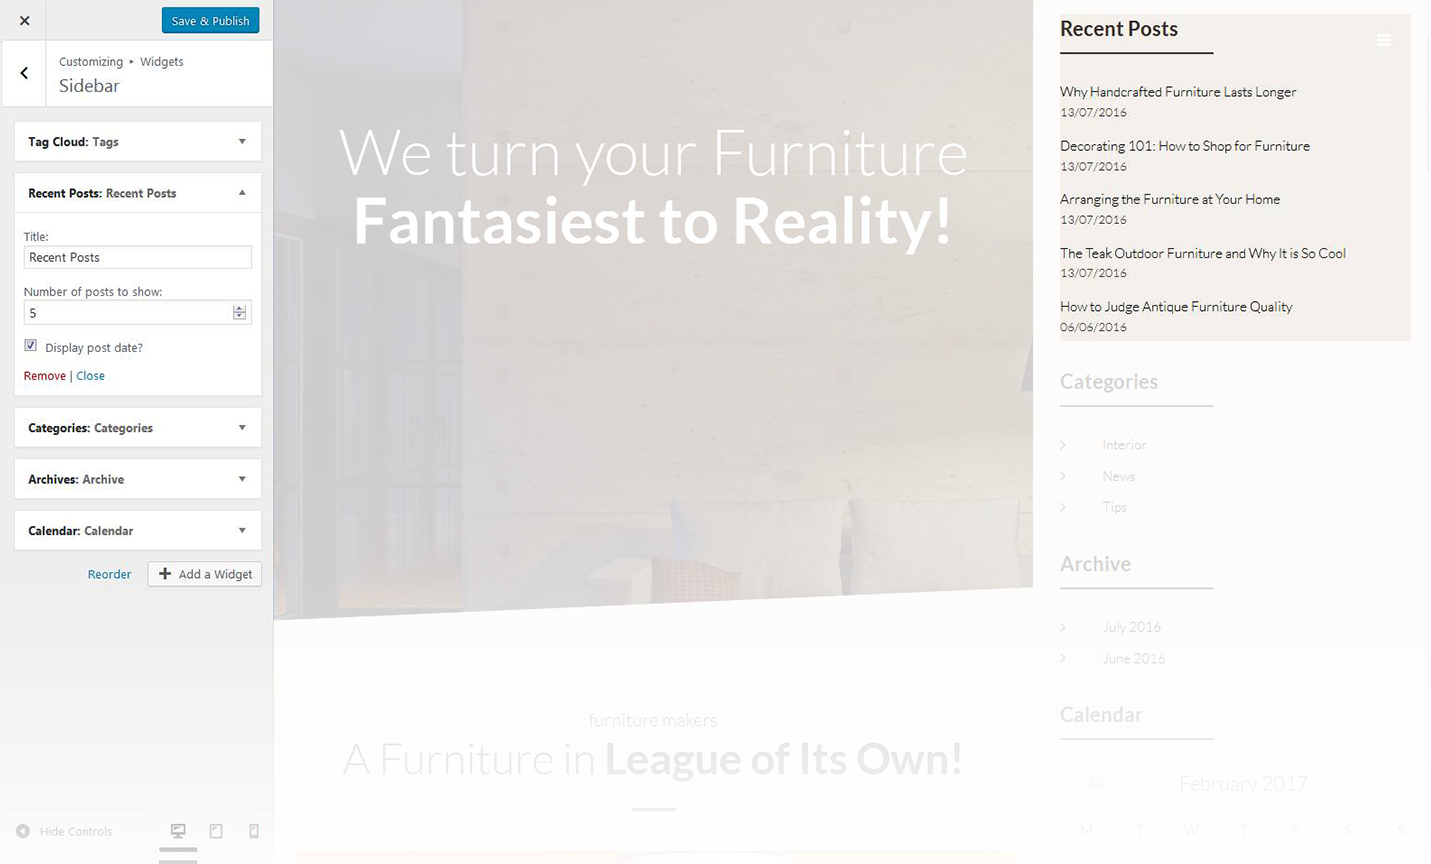 Save & Publish
Customizing ▸ Widgets
Sidebar
Tag Cloud: Tags
Recent Posts: Recent Posts
Title:
Recent Posts
Number of posts to show:
5
Display post date?
Remove | Close
Categories: Categories
Archives: Archive
Calendar: Calendar
Reorder
Add a Widget
Hide Controls
We turn your Furniture
Fantasiest to Reality!
furniture makers
A Furniture in League of Its Own!
Recent Posts
Why Handcrafted Furniture Lasts Longer
13/07/2016
Decorating 101: How to Shop for Furniture
13/07/2016
Arranging the Furniture at Your Home
13/07/2016
The Teak Outdoor Furniture and Why It is So Cool
13/07/2016
How to Judge Antique Furniture Quality
06/06/2016
Categories
Interior
News
Tips
Archive
July 2016
June 2016
Calendar
« Jul February 2017
M T W T F S S